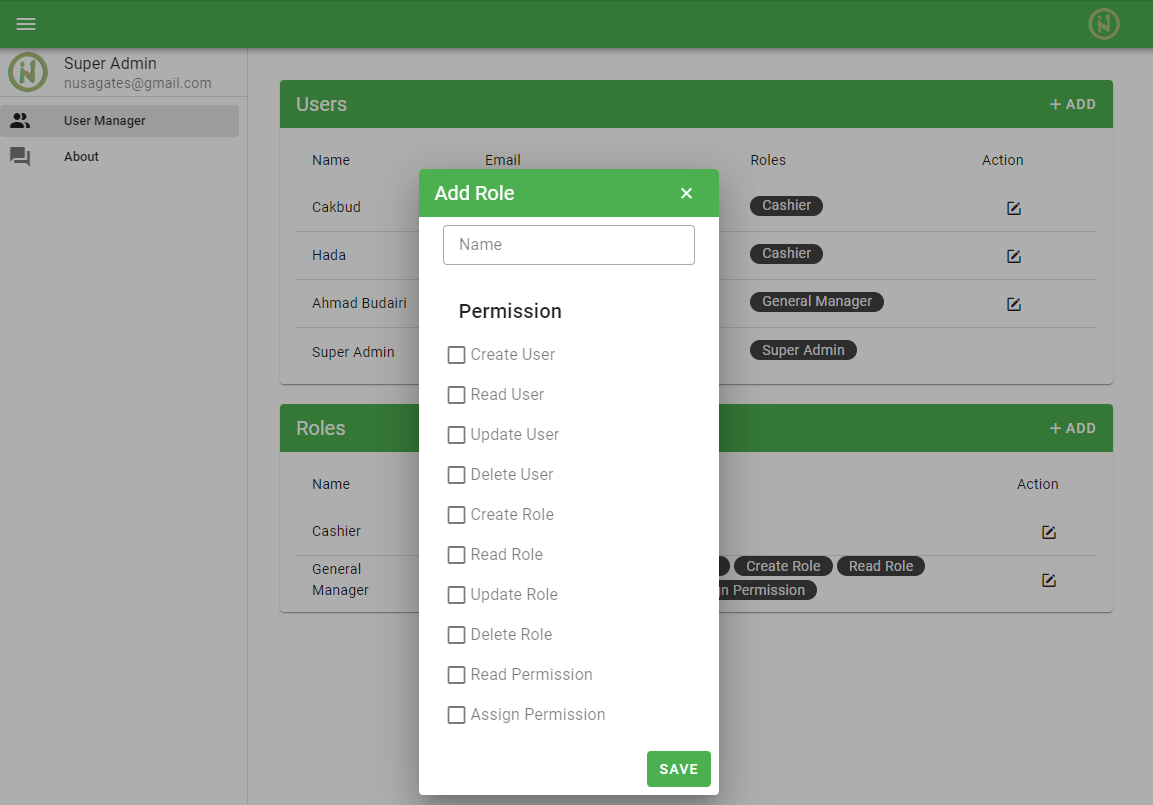 Super Admin
nusagates@gmail.com
User Manager
About
Users
+ ADD
Name Email Roles Action
Cakbud Cashier
Hada Cashier
Ahmad Budairi General Manager
Super Admin Super Admin
Roles
+ ADD
Name Action
Cashier
General
Manager
Create Role Read Role
Permission
Add Role ×
Name
Permission
Create User
Read User
Update User
Delete User
Create Role
Read Role
Update Role
Delete Role
Read Permission
Assign Permission
SAVE